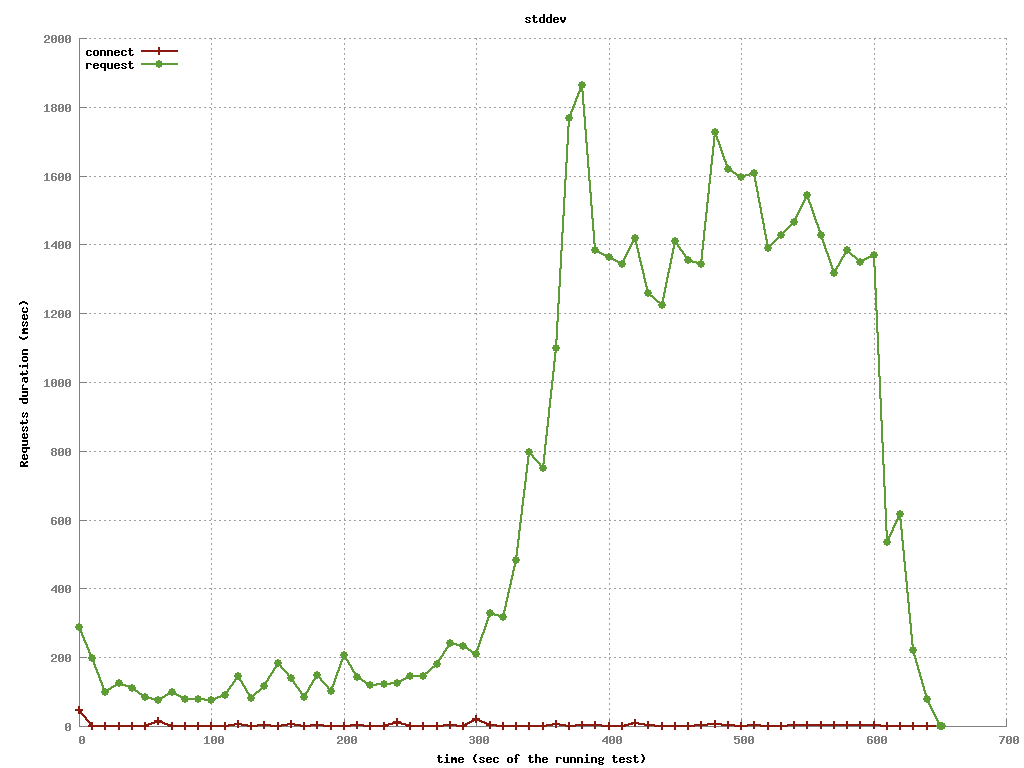 stddev
connect
request
2000
1800
1600
1400
1200
1000
800
600
400
200
0
0 100 200 300 400 500 600 700
Requests duration (msec)
time (sec of the running test)